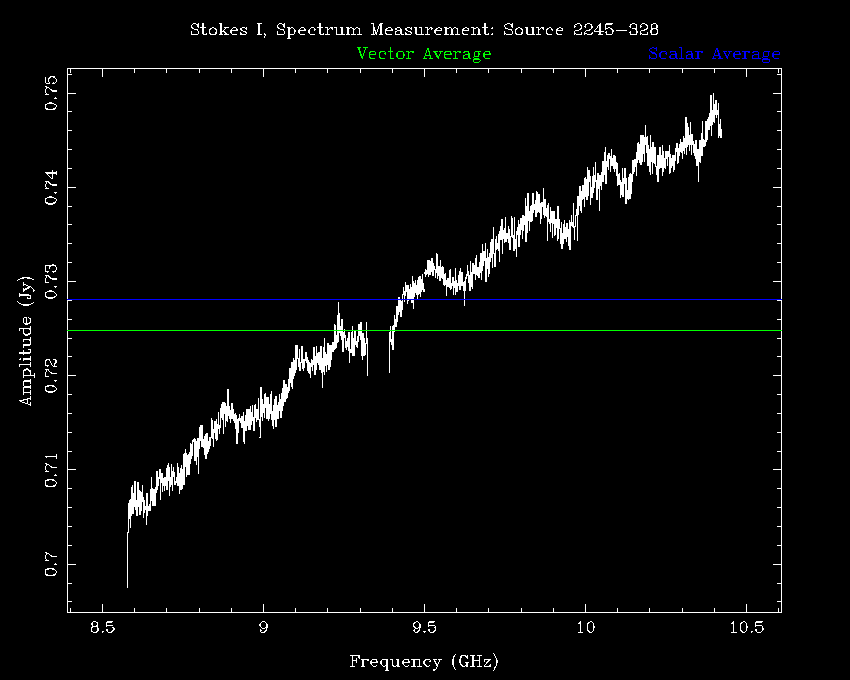 Stokes I, Spectrum Measurement: Source 2245−328
Vector Average
Scalar Average
0.75
0.74
0.73
0.72
0.71
0.7
Amplitude (Jy)
8.5 9 9.5 10 10.5
Frequency (GHz)